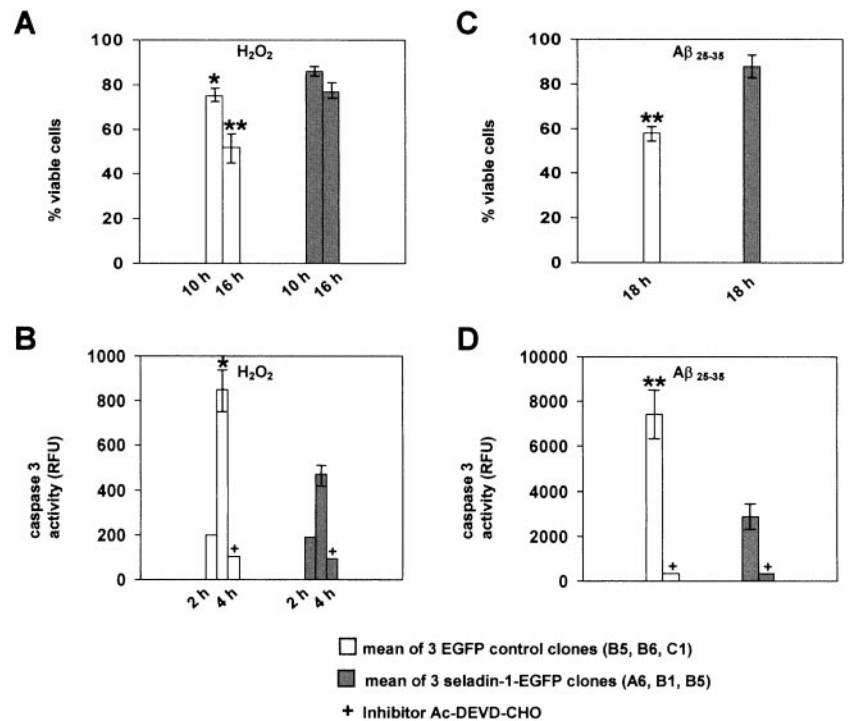 A
H₂O₂
100
80
60
40
20
0
% viable cells
*
**
10 h
16 h
10 h
16 h
C
Aβ 25-35
100
80
60
40
20
0
% viable cells
**
18 h
18 h
B
H₂O₂
1000
800
600
400
200
0
caspase 3
activity (RFU)
*
+
+
2 h
4 h
2 h
4 h
D
Aβ 25-35
10000
8000
6000
4000
2000
0
caspase 3
activity (RFU)
**
+
+
mean of 3 EGFP control clones (B5, B6, C1)
mean of 3 seladin-1-EGFP clones (A6, B1, B5)
+ Inhibitor Ac-DEVD-CHO